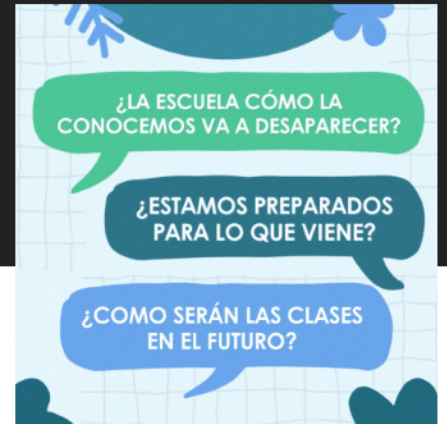 ¿LA ESCUELA CÓMO LA
CONOCEMOS VA A DESAPARECER?
¿ESTAMOS PREPARADOS
PARA LO QUE VIENE?
¿COMO SERÁN LAS CLASES
EN EL FUTURO?